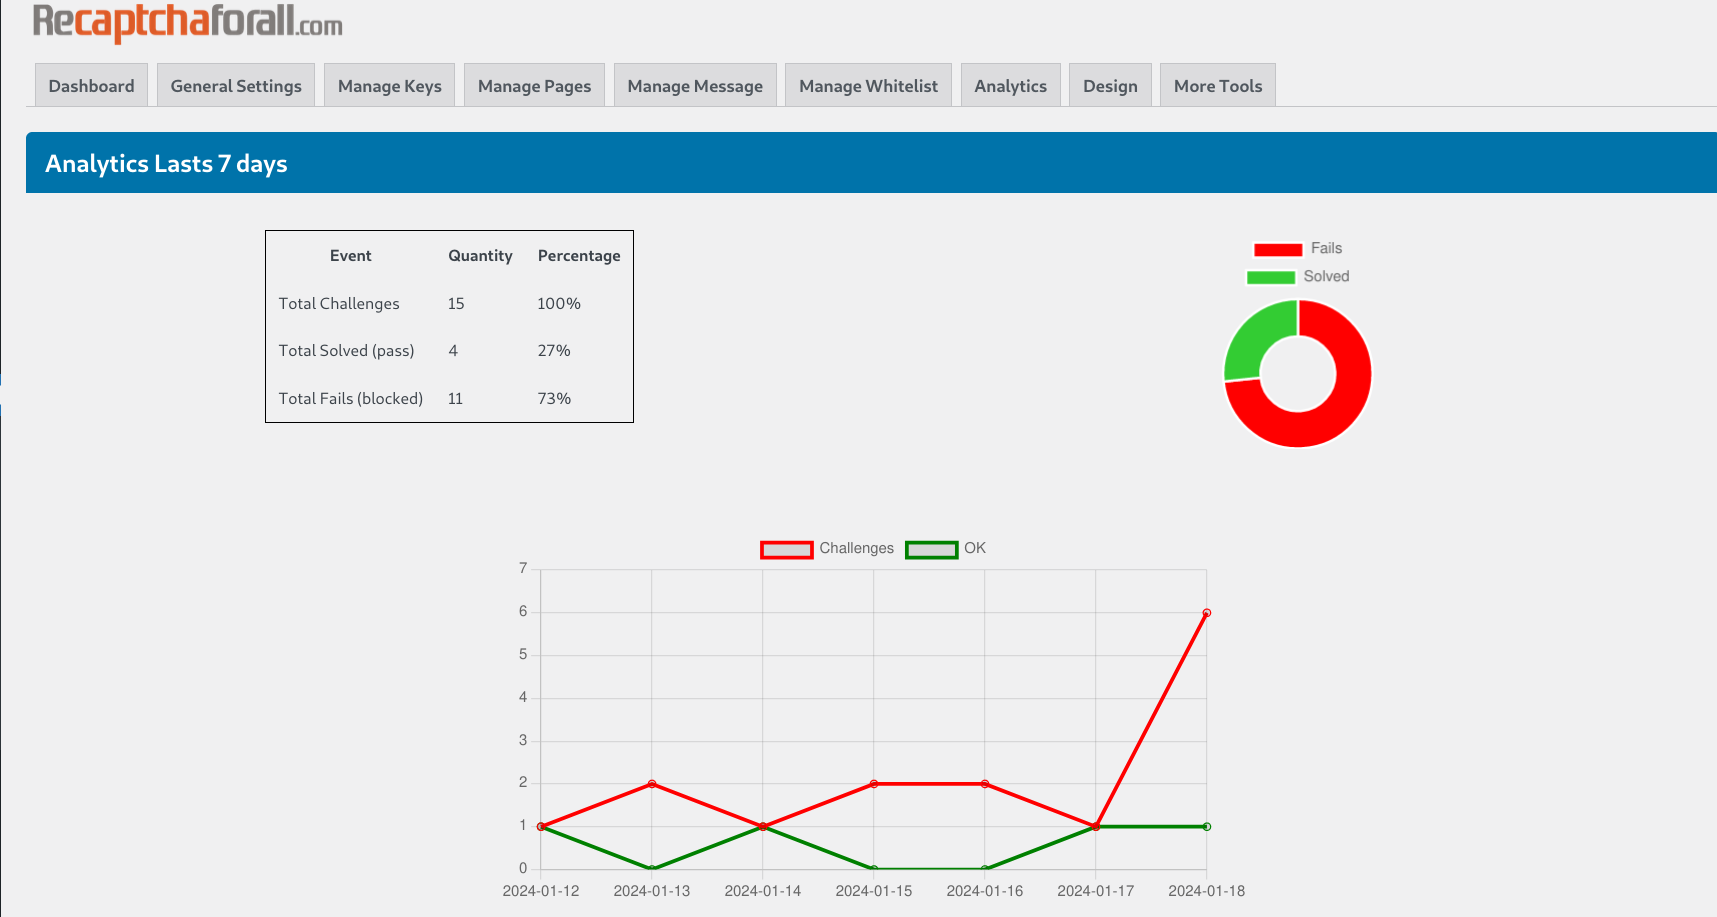 Recaptchaforall.com
Dashboard General Settings Manage Keys Manage Pages Manage Message Manage Whitelist Analytics Design More Tools
Analytics Lasts 7 days
Event Quantity Percentage
Total Challenges 15 100%
Total Solved (pass) 4 27%
Total Fails (blocked) 11 73%
Fails
Solved
Challenges OK
7
6
5
4
3
2
1
0
2024-01-12 2024-01-13 2024-01-14 2024-01-15 2024-01-16 2024-01-17 2024-01-18